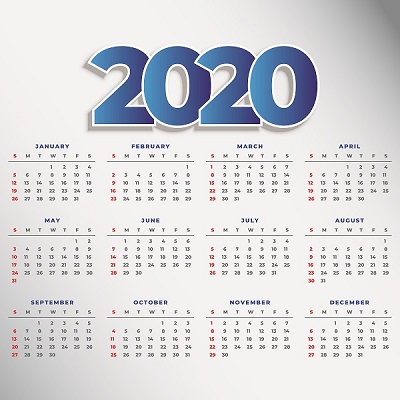 2020
JANUARY
S M T W T F S
1 2 3 4
5 6 7 8 9 10 11
12 13 14 15 16 17 18
19 20 21 22 23 24 25
26 27 28 29 30 31
FEBRUARY
S M T W T F S
1
2 3 4 5 6 7 8
9 10 11 12 13 14 15
16 17 18 19 20 21 22
23 24 25 26 27 28 29
MARCH
S M T W T F S
1 2 3 4 5 6 7
8 9 10 11 12 13 14
15 16 17 18 19 20 21
22 23 24 25 26 27 28
29 30 31
APRIL
S M T W T F S
1 2 3 4
5 6 7 8 9 10 11
12 13 14 15 16 17 18
19 20 21 22 23 24 25
26 27 28 29 30
MAY
S M T W T F S
1 2
3 4 5 6 7 8 9
10 11 12 13 14 15 16
17 18 19 20 21 22 23
24 25 26 27 28 29 30
31
JUNE
S M T W T F S
1 2 3 4 5 6
7 8 9 10 11 12 13
14 15 16 17 18 19 20
21 22 23 24 25 26 27
28 29 30
JULY
S M T W T F S
1 2 3 4
5 6 7 8 9 10 11
12 13 14 15 16 17 18
19 20 21 22 23 24 25
26 27 28 29 30 31
AUGUST
S M T W T F S
1
2 3 4 5 6 7 8
9 10 11 12 13 14 15
16 17 18 19 20 21 22
23 24 25 26 27 28 29
30 31
SEPTEMBER
S M T W T F S
1 2 3 4 5
6 7 8 9 10 11 12
13 14 15 16 17 18 19
20 21 22 23 24 25 26
27 28 29 30
OCTOBER
S M T W T F S
1 2 3
4 5 6 7 8 9 10
11 12 13 14 15 16 17
18 19 20 21 22 23 24
25 26 27 28 29 30 31
NOVEMBER
S M T W T F S
1 2 3 4 5 6 7
8 9 10 11 12 13 14
15 16 17 18 19 20 21
22 23 24 25 26 27 28
29 30
DECEMBER
S M T W T F S
1 2 3 4 5
6 7 8 9 10 11 12
13 14 15 16 17 18 19
20 21 22 23 24 25 26
27 28 29 30 31